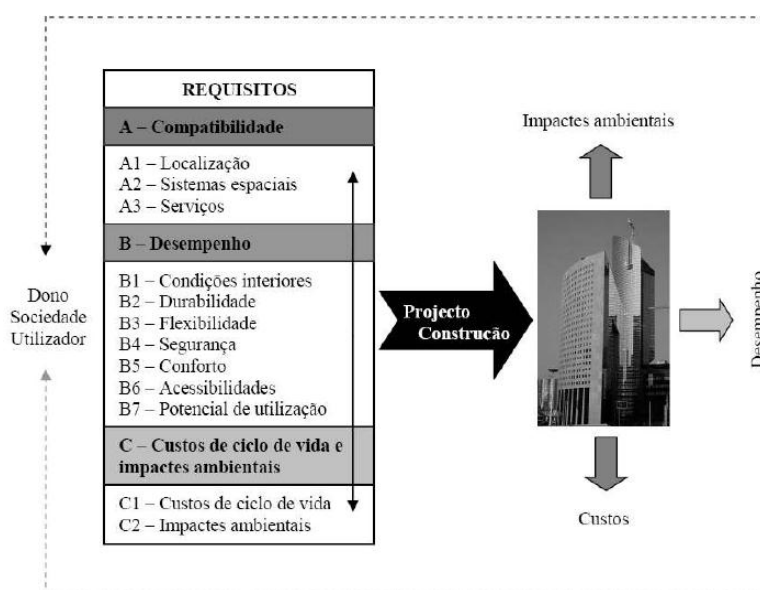 REQUISITOS
A – Compatibilidade
A1 – Localização
A2 – Sistemas espaciais
A3 – Serviços
B – Desempenho
B1 – Condições interiores
B2 – Durabilidade
B3 – Flexibilidade
B4 – Segurança
B5 – Conforto
B6 – Acessibilidades
B7 – Potencial de utilização
C – Custos de ciclo de vida e
impactes ambientais
C1 – Custos de ciclo de vida
C2 – Impactes ambientais
Dono
Sociedade
Utilizador
Projecto
Construção
Impactes ambientais
Desempenho
Custos